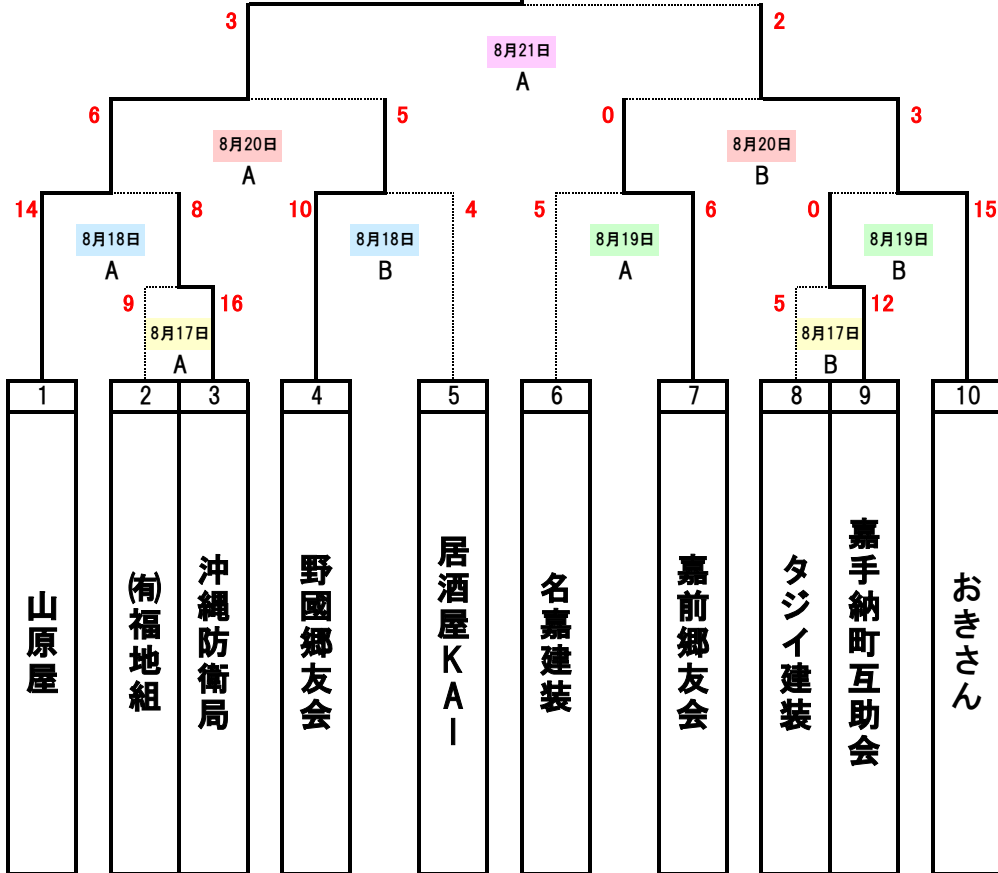 3 2
8月21日
A
6 5 0 3
8月20日 8月20日
A B
14 8 10 4 5 6 0 15
8月18日 8月18日 8月19日 8月19日
A B A B
9 16 5 12
8月17日 8月17日
A B
1 2 3 4 5 6 7 8 9 10
山原屋
㈲福地組
沖縄防衛局
野國郷友会
居酒屋KAI
名嘉建装
嘉前郷友会
タジイ建装
嘉手納町互助会
おきさん